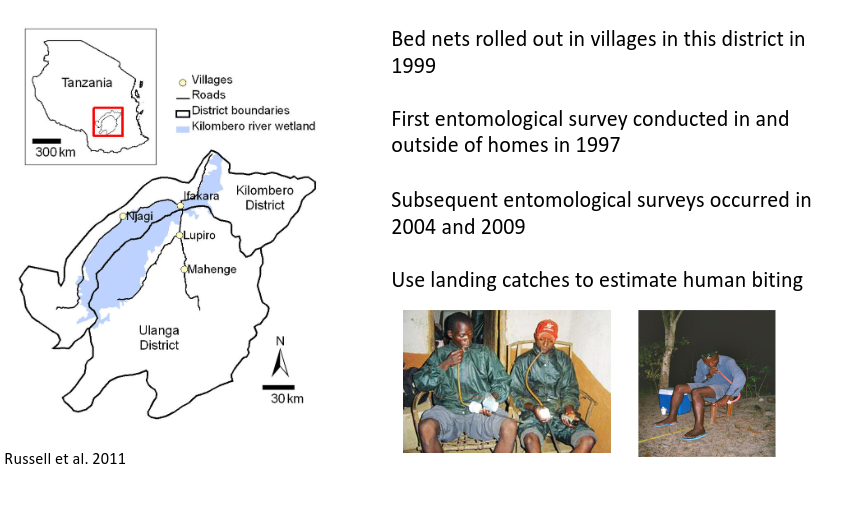 Tanzania
300 km
Villages
Roads
District boundaries
Kilombero river wetland
Ifakara
Kilombero
District
Njagi
Lupiro
Mahenge
Ulanga
District
N
30 km
Russell et al. 2011
Bed nets rolled out in villages in this district in
1999
First entomological survey conducted in and
outside of homes in 1997
Subsequent entomological surveys occurred in
2004 and 2009
Use landing catches to estimate human biting